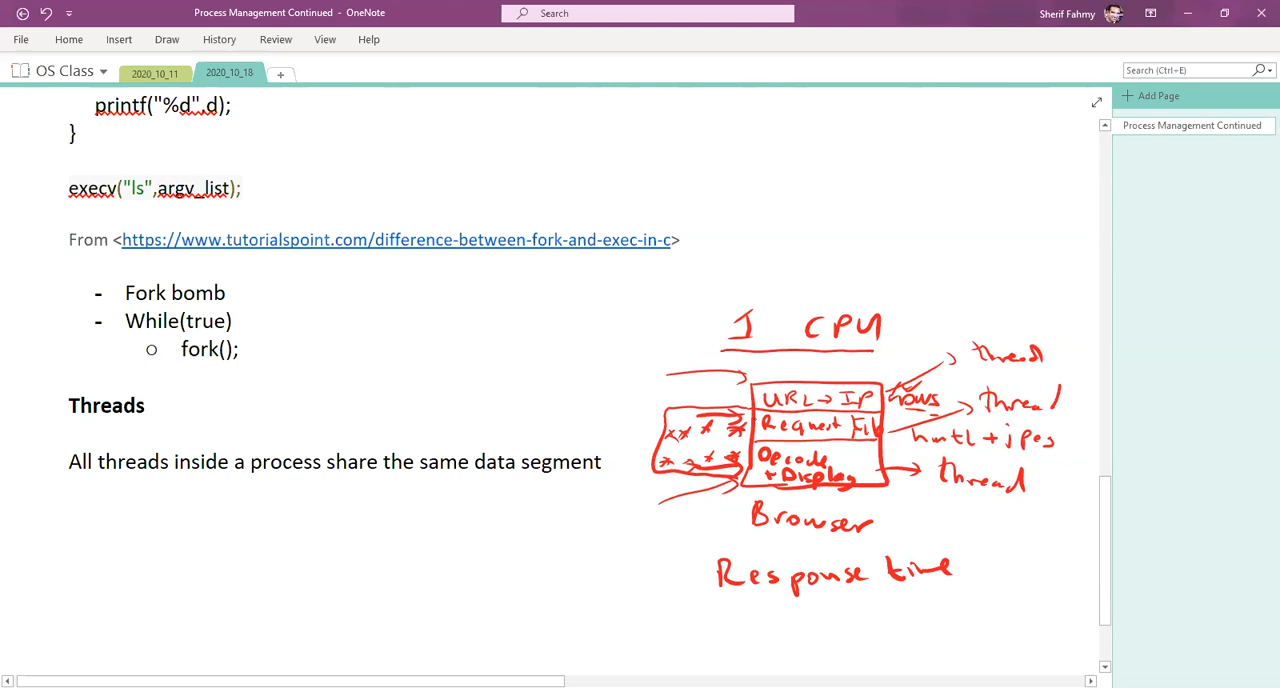 Process Management Continued - OneNote
Search
Sherif Fahmy
File Home Insert Draw History Review View Help
OS Class
2020_10_11
2020_10_18
Search (Ctrl+E)
Add Page
Process Management Continued
printf("%d",d);
}
execv("ls",argv_list);
From <https://www.tutorialspoint.com/difference-between-fork-and-exec-in-c>
- Fork bomb
- While(true)
o fork();
Threads
All threads inside a process share the same data segment
1 CPU
thread
URL → IP
thread
Request File
html + jpeg
Decode
+ Display
thread
Browser
Response time